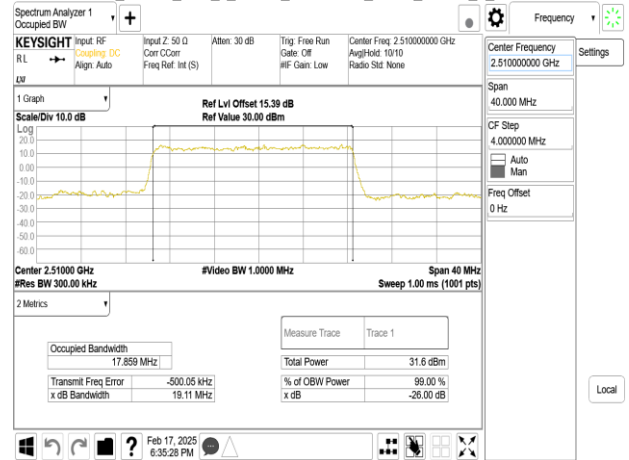 Spectrum Analyzer 1
Occupied BW
Frequency
KEYSIGHT
RL
LXI
Input: RF
Coupling: DC
Align: Auto
Input Z: 50 Ω
Corr CCorr
Freq Ref: Int (S)
Atten: 30 dB
Trig: Free Run
Gate: Off
#IF Gain: Low
Center Freq: 2.510000000 GHz
Avg|Hold: 10/10
Radio Std: None
Center Frequency
2.510000000 GHz
Settings
Span
40.000 MHz
CF Step
4.000000 MHz
Auto
Man
Freq Offset
0 Hz
Local
1 Graph
Scale/Div 10.0 dB
Ref Lvl Offset 15.39 dB
Ref Value 30.00 dBm
Log
20.0
10.0
0.00
-10.0
-20.0
-30.0
-40.0
-50.0
-60.0
Center 2.51000 GHz
#Video BW 1.0000 MHz
Span 40 MHz
#Res BW 300.00 kHz
Sweep 1.00 ms (1001 pts)
2 Metrics
Measure Trace Trace 1
Occupied Bandwidth
17.859 MHz
Total Power 31.6 dBm
Transmit Freq Error -500.05 kHz
% of OBW Power 99.00 %
x dB Bandwidth 19.11 MHz
x dB -26.00 dB
Feb 17, 2025
6:35:28 PM